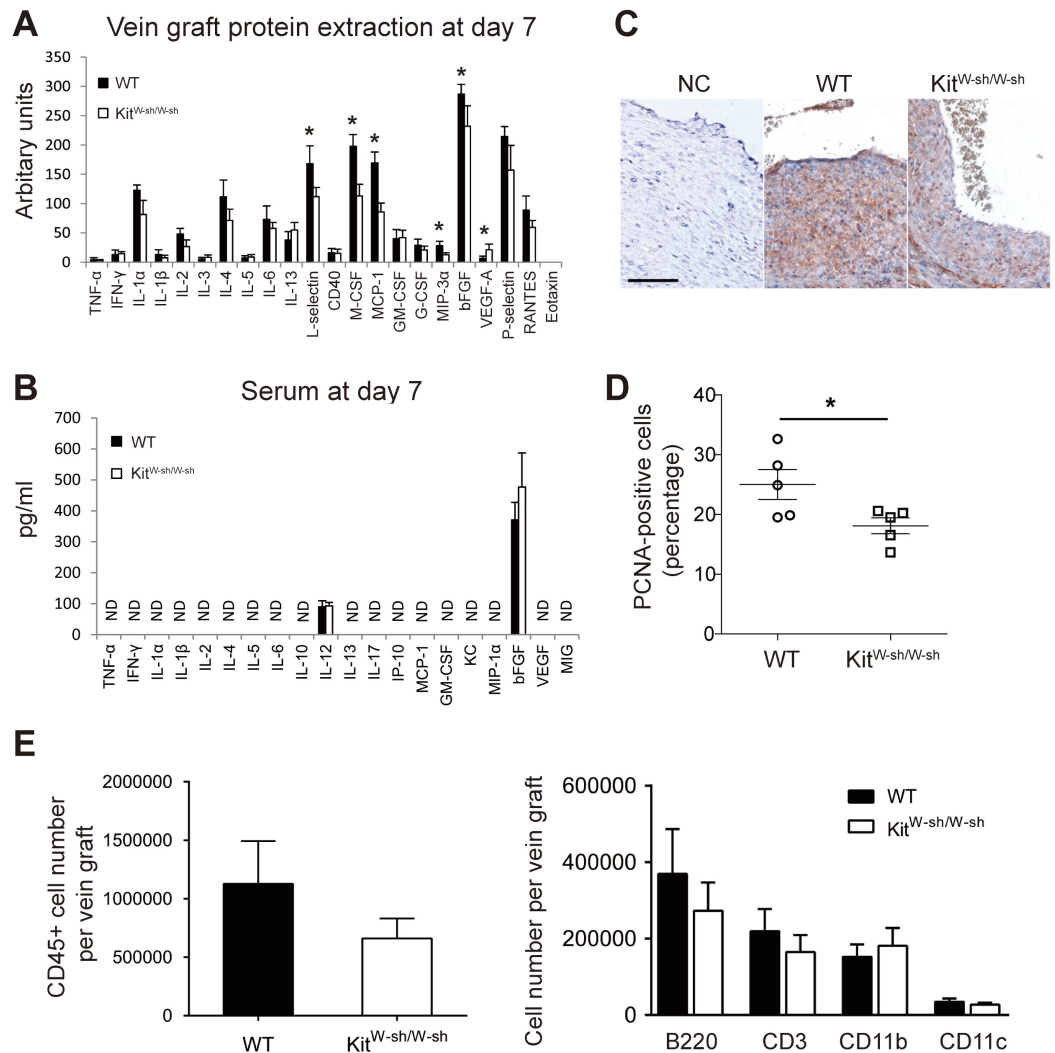 A
Vein graft protein extraction at day 7
Arbitary units
350
300
250
200
150
100
50
0
WT
Kit^W-sh/W-sh
* * * * * *
TNF-α
IFN-γ
IL-1α
IL-1β
IL-2
IL-3
IL-4
IL-5
IL-6
IL-13
L-selectin
CD40
M-CSF
MCP-1
GM-CSF
G-CSF
MIP-3α
bFGF
VEGF-A
P-selectin
RANTES
Eotaxin
C
NC
WT
Kit^W-sh/W-sh
B
Serum at day 7
pg/ml
700
600
500
400
300
200
100
0
WT
Kit^W-sh/W-sh
ND ND ND ND ND ND ND ND ND ND ND ND ND ND ND ND ND ND
TNF-α
IFN-γ
IL-1α
IL-1β
IL-2
IL-4
IL-5
IL-6
IL-10
IL-12
IL-13
IL-17
IP-10
MCP-1
GM-CSF
KC
MIP-1α
bFGF
VEGF
MIG
D
PCNA-positive cells
(percentage)
40
30
20
10
0
*
WT
Kit^W-sh/W-sh
E
CD45+ cell number
per vein graft
2000000
1500000
1000000
500000
0
WT
Kit^W-sh/W-sh
Cell number per vein graft
600000
400000
200000
0
WT
Kit^W-sh/W-sh
B220
CD3
CD11b
CD11c